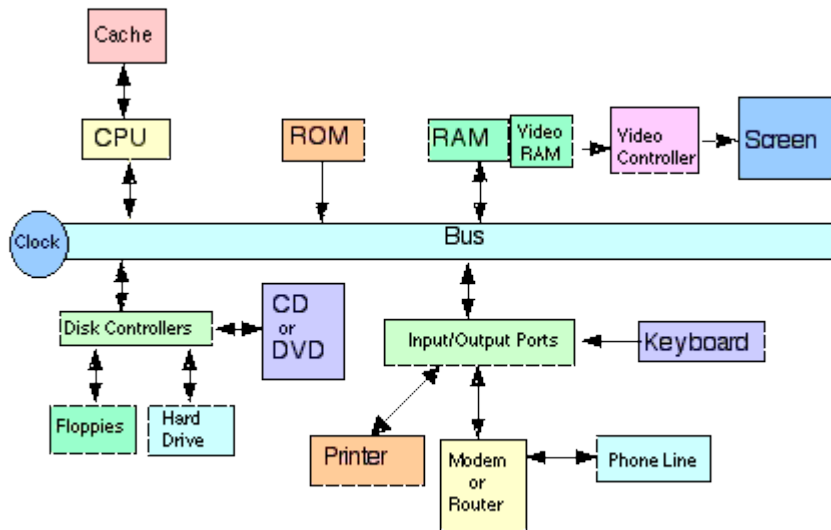 Cache
CPU
ROM
RAM
Video
RAM
Video
Controller
Screen
Clock
Bus
Disk Controllers
CD
or
DVD
Input/Output Ports
Keyboard
Floppies
Hard
Drive
Printer
Modem
or
Router
Phone Line